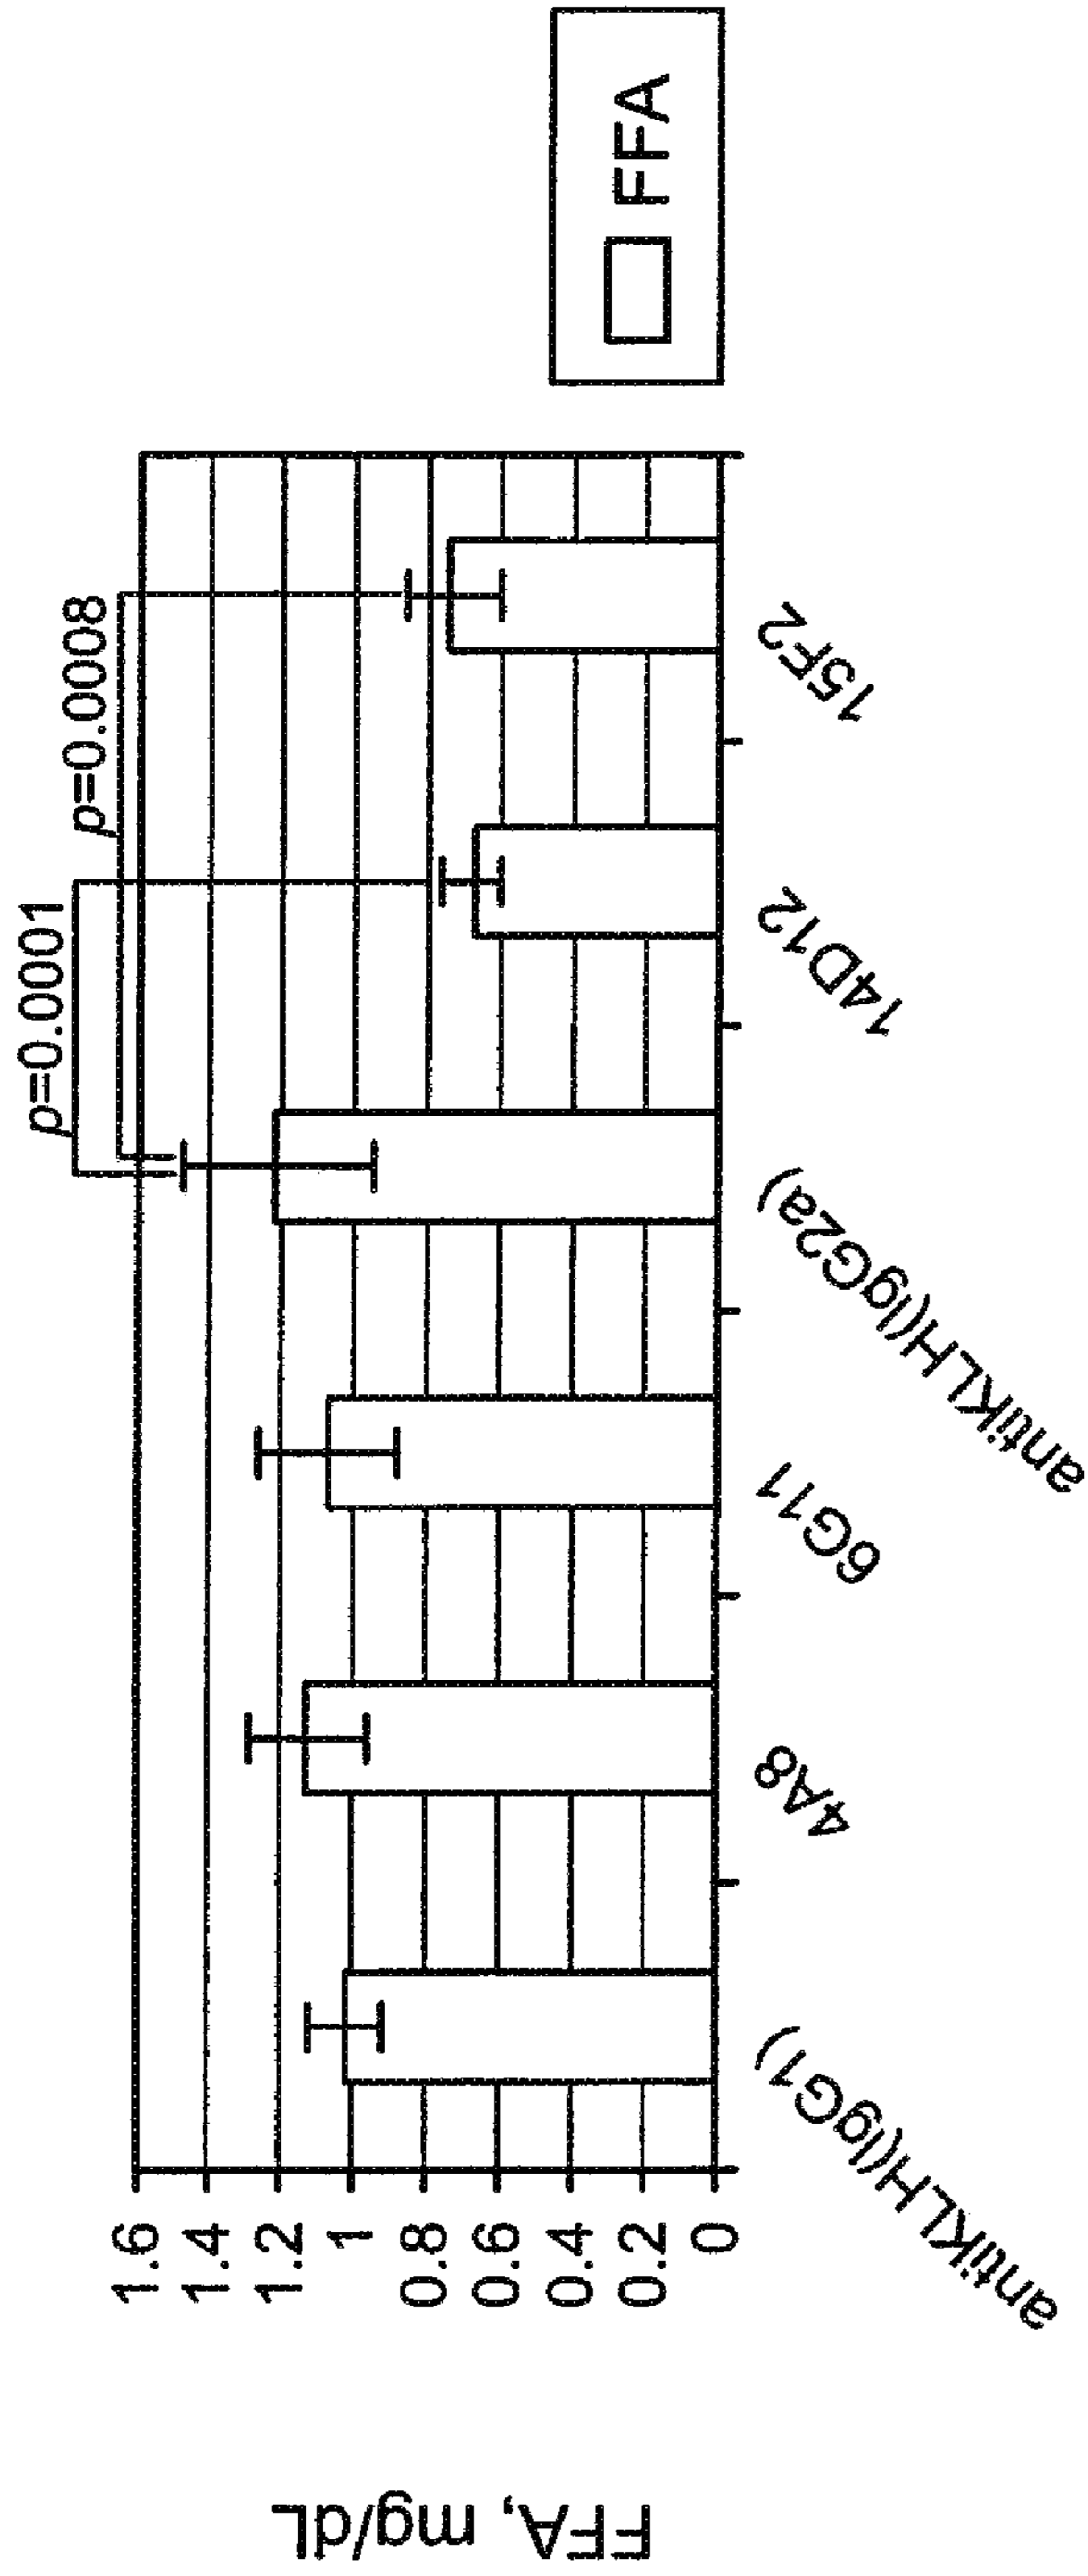 p=0.0001
p=0.0008
FFA, mg/dL
1.6
1.4
1.2
1
0.8
0.6
0.4
0.2
0
antiKLH(IgG1)
4A8
6G11
antiKLH(IgG2a)
14D12
15F2
FFA